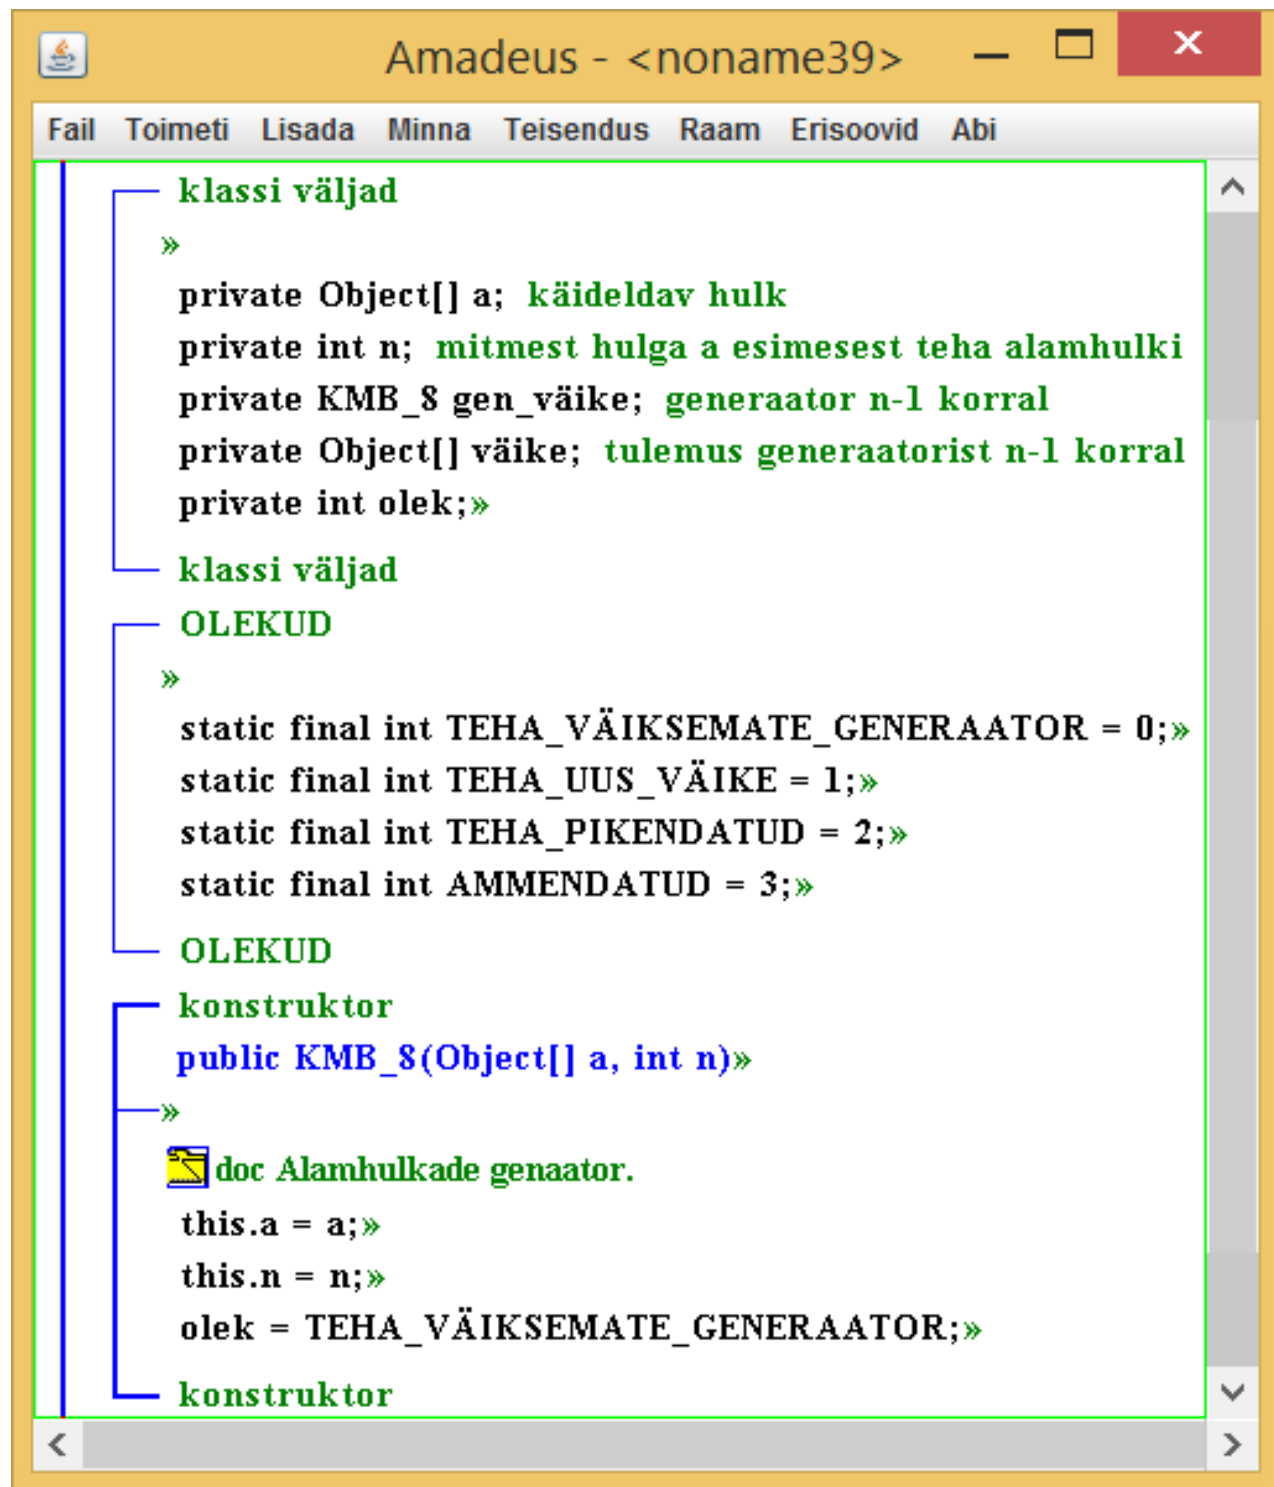 Amadeus - <noname39>
Fail Toimeti Lisada Minna Teisendus Raam Erisoovid Abi
klassi väljad
»
private Object[] a; käideldav hulk
private int n; mitmest hulga a esimesest teha alamhulki
private KMB_8 gen_väike; generaator n-1 korral
private Object[] väike; tulemus generaatorist n-1 korral
private int olek;»
klassi väljad
OLEKUD
»
static final int TEHA_VÄIKSEMATE_GENERAATOR = 0;»
static final int TEHA_UUS_VÄIKE = 1;»
static final int TEHA_PIKENDATUD = 2;»
static final int AMMENDATUD = 3;»
OLEKUD
konstruktor
public KMB_8(Object[] a, int n)»
»
doc Alamhulkade genaator.
this.a = a;»
this.n = n;»
olek = TEHA_VÄIKSEMATE_GENERAATOR;»
konstruktor